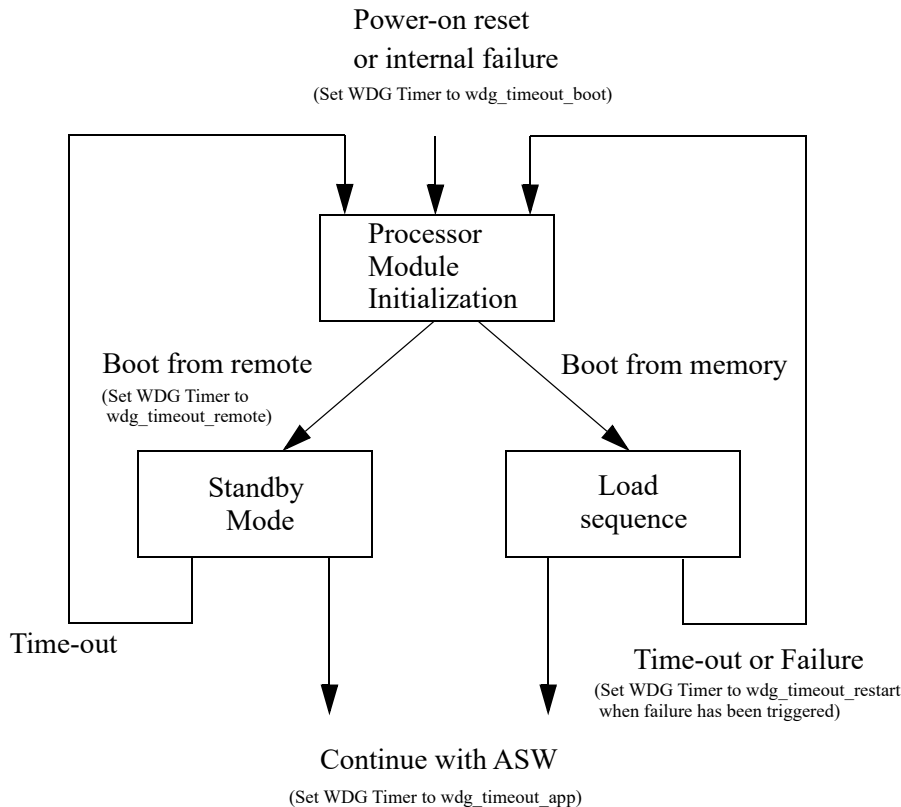 Power-on reset
or internal failure
(Set WDG Timer to wdg_timeout_boot)
Processor
Module
Initialization
Boot from remote
(Set WDG Timer to
wdg_timeout_remote)
Boot from memory
Standby
Mode
Load
sequence
Time-out
Time-out or Failure
(Set WDG Timer to wdg_timeout_restart
when failure has been triggered)
Continue with ASW
(Set WDG Timer to wdg_timeout_app)